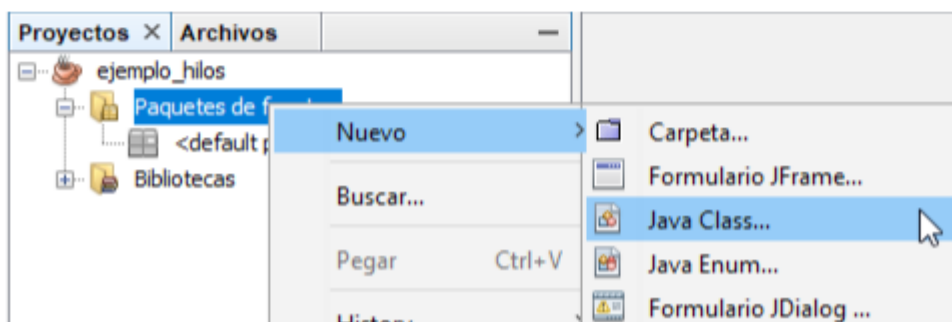 Proyectos × Archivos
ejemplo_hilos
Paquetes de
<default
Bibliotecas
Nuevo
Buscar...
Pegar Ctrl+V
History
Carpeta...
Formulario JFrame...
Java Class...
Java Enum...
Formulario JDialog ...